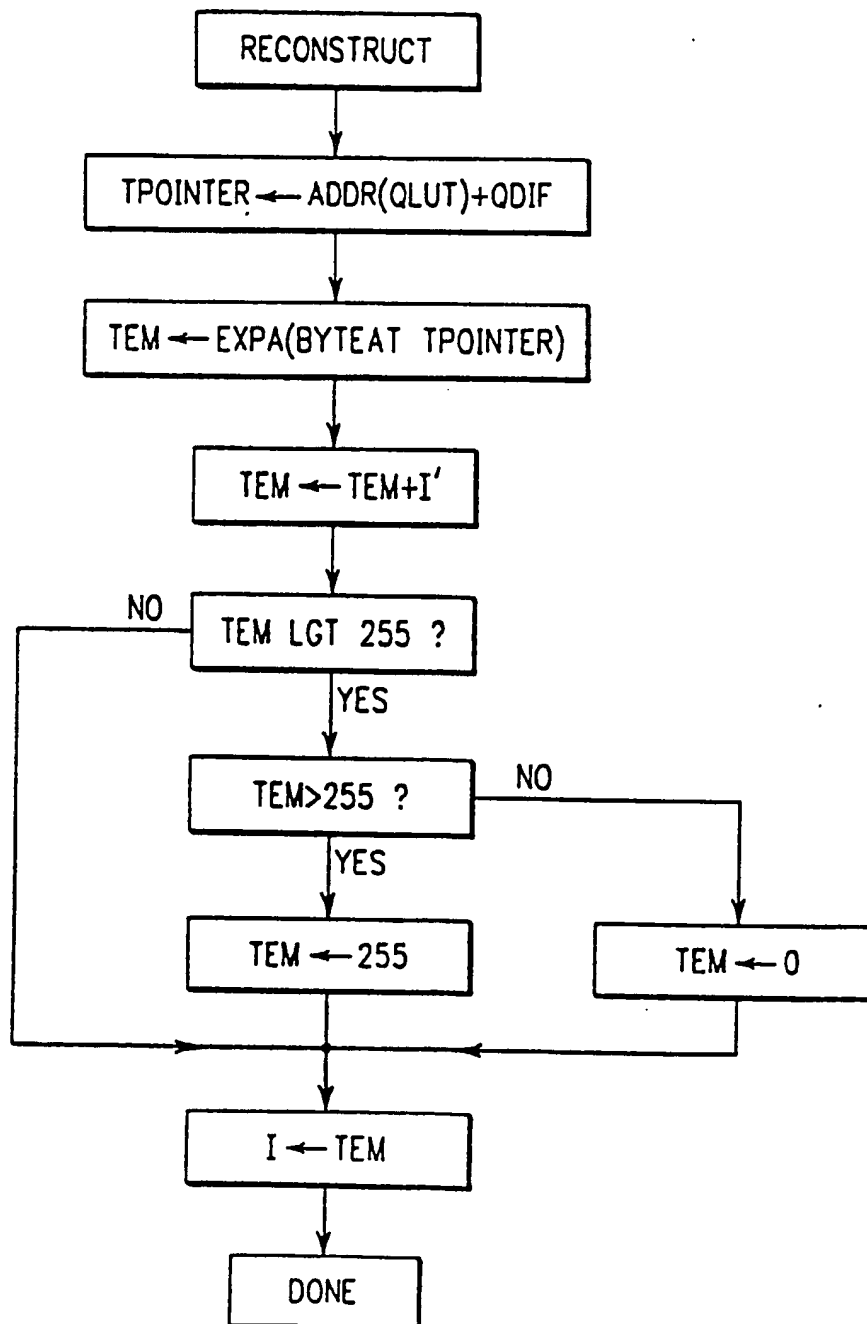 RECONSTRUCT
TPOINTER ← ADDR(QLUT)+QDIF
TEM ← EXPA(BYTEAT TPOINTER)
TEM ← TEM+I'
NO
TEM LGT 255 ?
YES
TEM>255 ?
NO
YES
TEM ← 255
TEM ← 0
I ← TEM
DONE